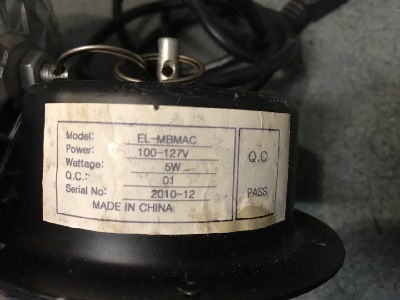 Model: EL-MBMAC
Power: 100-127V
Wattage: 5W
Q.C.: 01
Serial No: 2010-12
MADE IN CHINA
Q.C
PASS